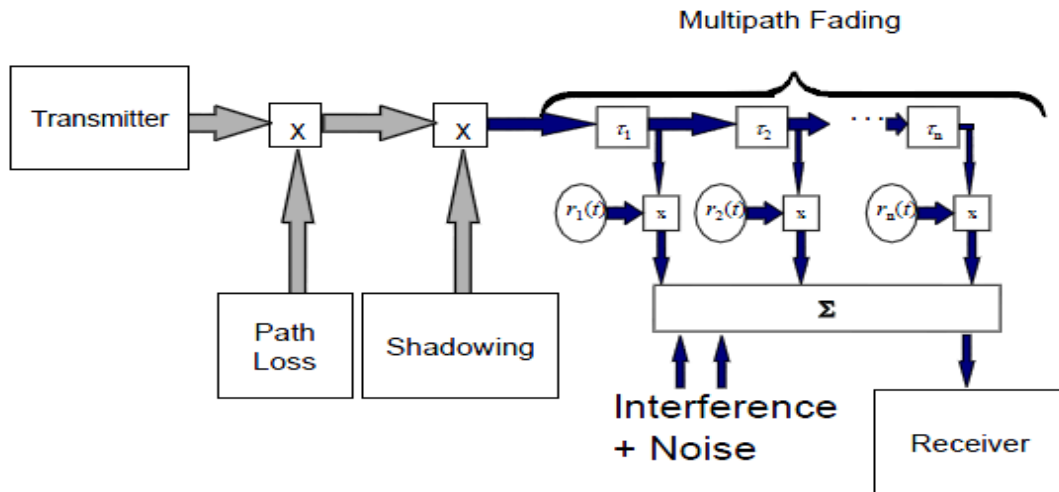 Multipath Fading
Transmitter
X
X
τ1
τ2
...
τn
r1(t)
x
r2(t)
x
rn(t)
x
Path
Loss
Shadowing
Σ
Interference
+ Noise
Receiver